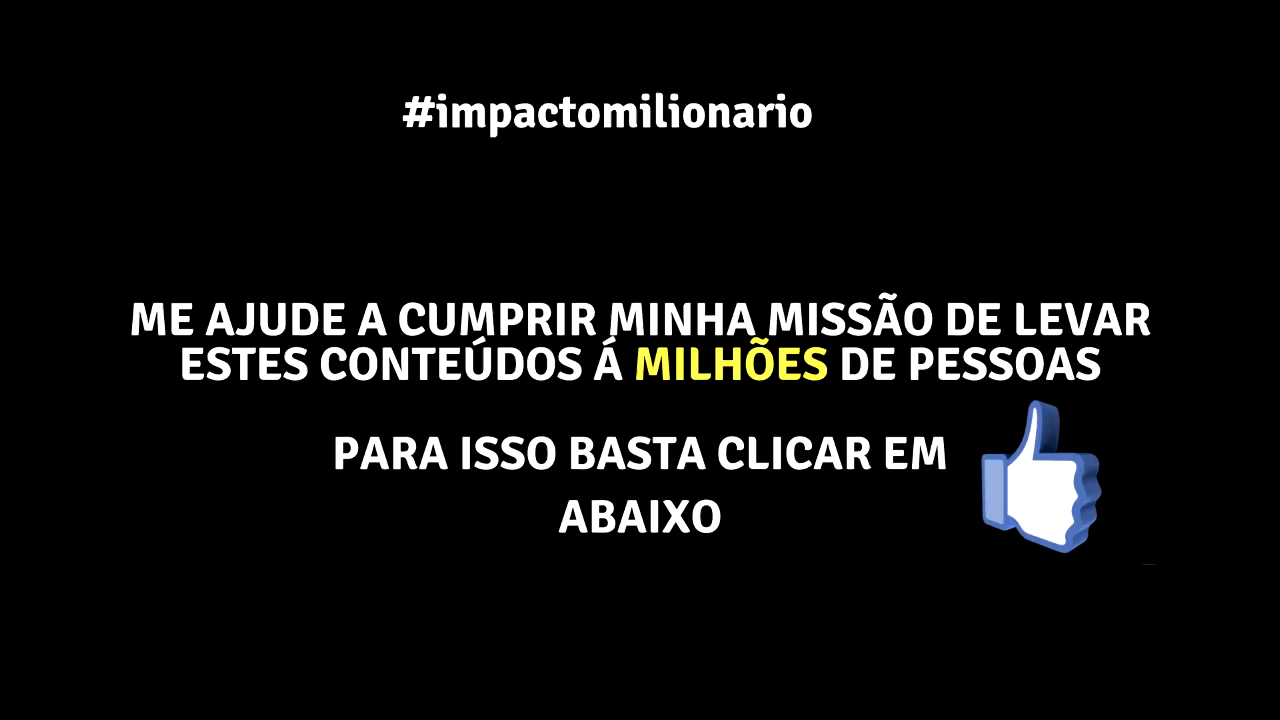 #impactomilionario
ME AJUDE A CUMPRIR MINHA MISSÃO DE LEVAR
ESTES CONTEÚDOS Á MILHÕES DE PESSOAS
PARA ISSO BASTA CLICAR EM
ABAIXO